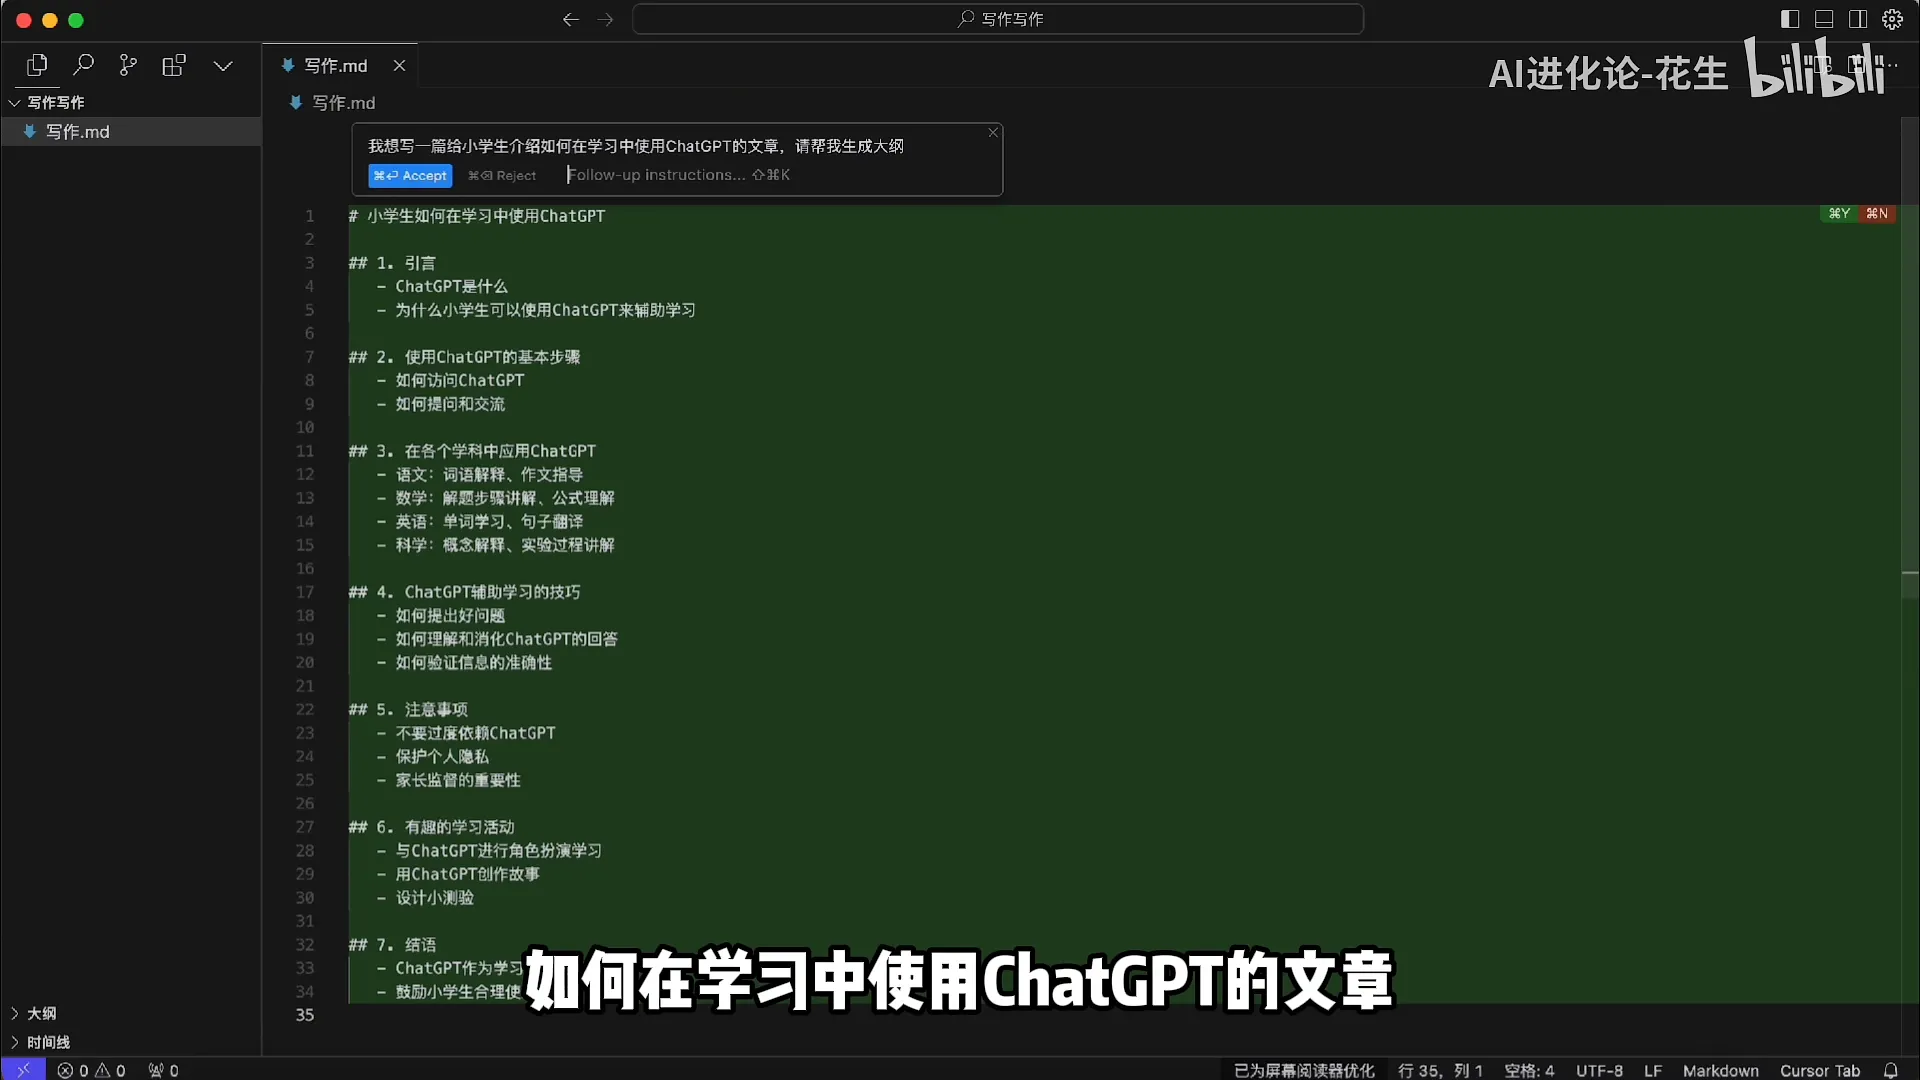 写作写作
写作.md
AI进化论-花生 bilibili
写作写作
写作.md
写作.md
我想写一篇给小学生介绍如何在学习中使用ChatGPT的文章，请帮我生成大纲
⌘⏎ Accept ⌘⌫ Reject Follow-up instructions... ⇧⌘K
⌘Y ⌘N
1 # 小学生如何在学习中使用ChatGPT
2
3 ## 1. 引言
4 - ChatGPT是什么
5 - 为什么小学生可以使用ChatGPT来辅助学习
6
7 ## 2. 使用ChatGPT的基本步骤
8 - 如何访问ChatGPT
9 - 如何提问和交流
10
11 ## 3. 在各个学科中应用ChatGPT
12 - 语文: 词语解释、作文指导
13 - 数学: 解题步骤讲解、公式理解
14 - 英语: 单词学习、句子翻译
15 - 科学: 概念解释、实验过程讲解
16
17 ## 4. ChatGPT辅助学习的技巧
18 - 如何提出好问题
19 - 如何理解和消化ChatGPT的回答
20 - 如何验证信息的准确性
21
22 ## 5. 注意事项
23 - 不要过度依赖ChatGPT
24 - 保护个人隐私
25 - 家长监督的重要性
26
27 ## 6. 有趣的学习活动
28 - 与ChatGPT进行角色扮演学习
29 - 用ChatGPT创作故事
30 - 设计小测验
31
32 ## 7. 结语
33 - ChatGPT作为学习
34 - 鼓励小学生合理使
35
如何在学习中使用ChatGPT的文章
大纲
时间线
0 0 0
已为屏幕阅读器优化 行 35, 列 1 空格: 4 UTF-8 LF Markdown Cursor Tab